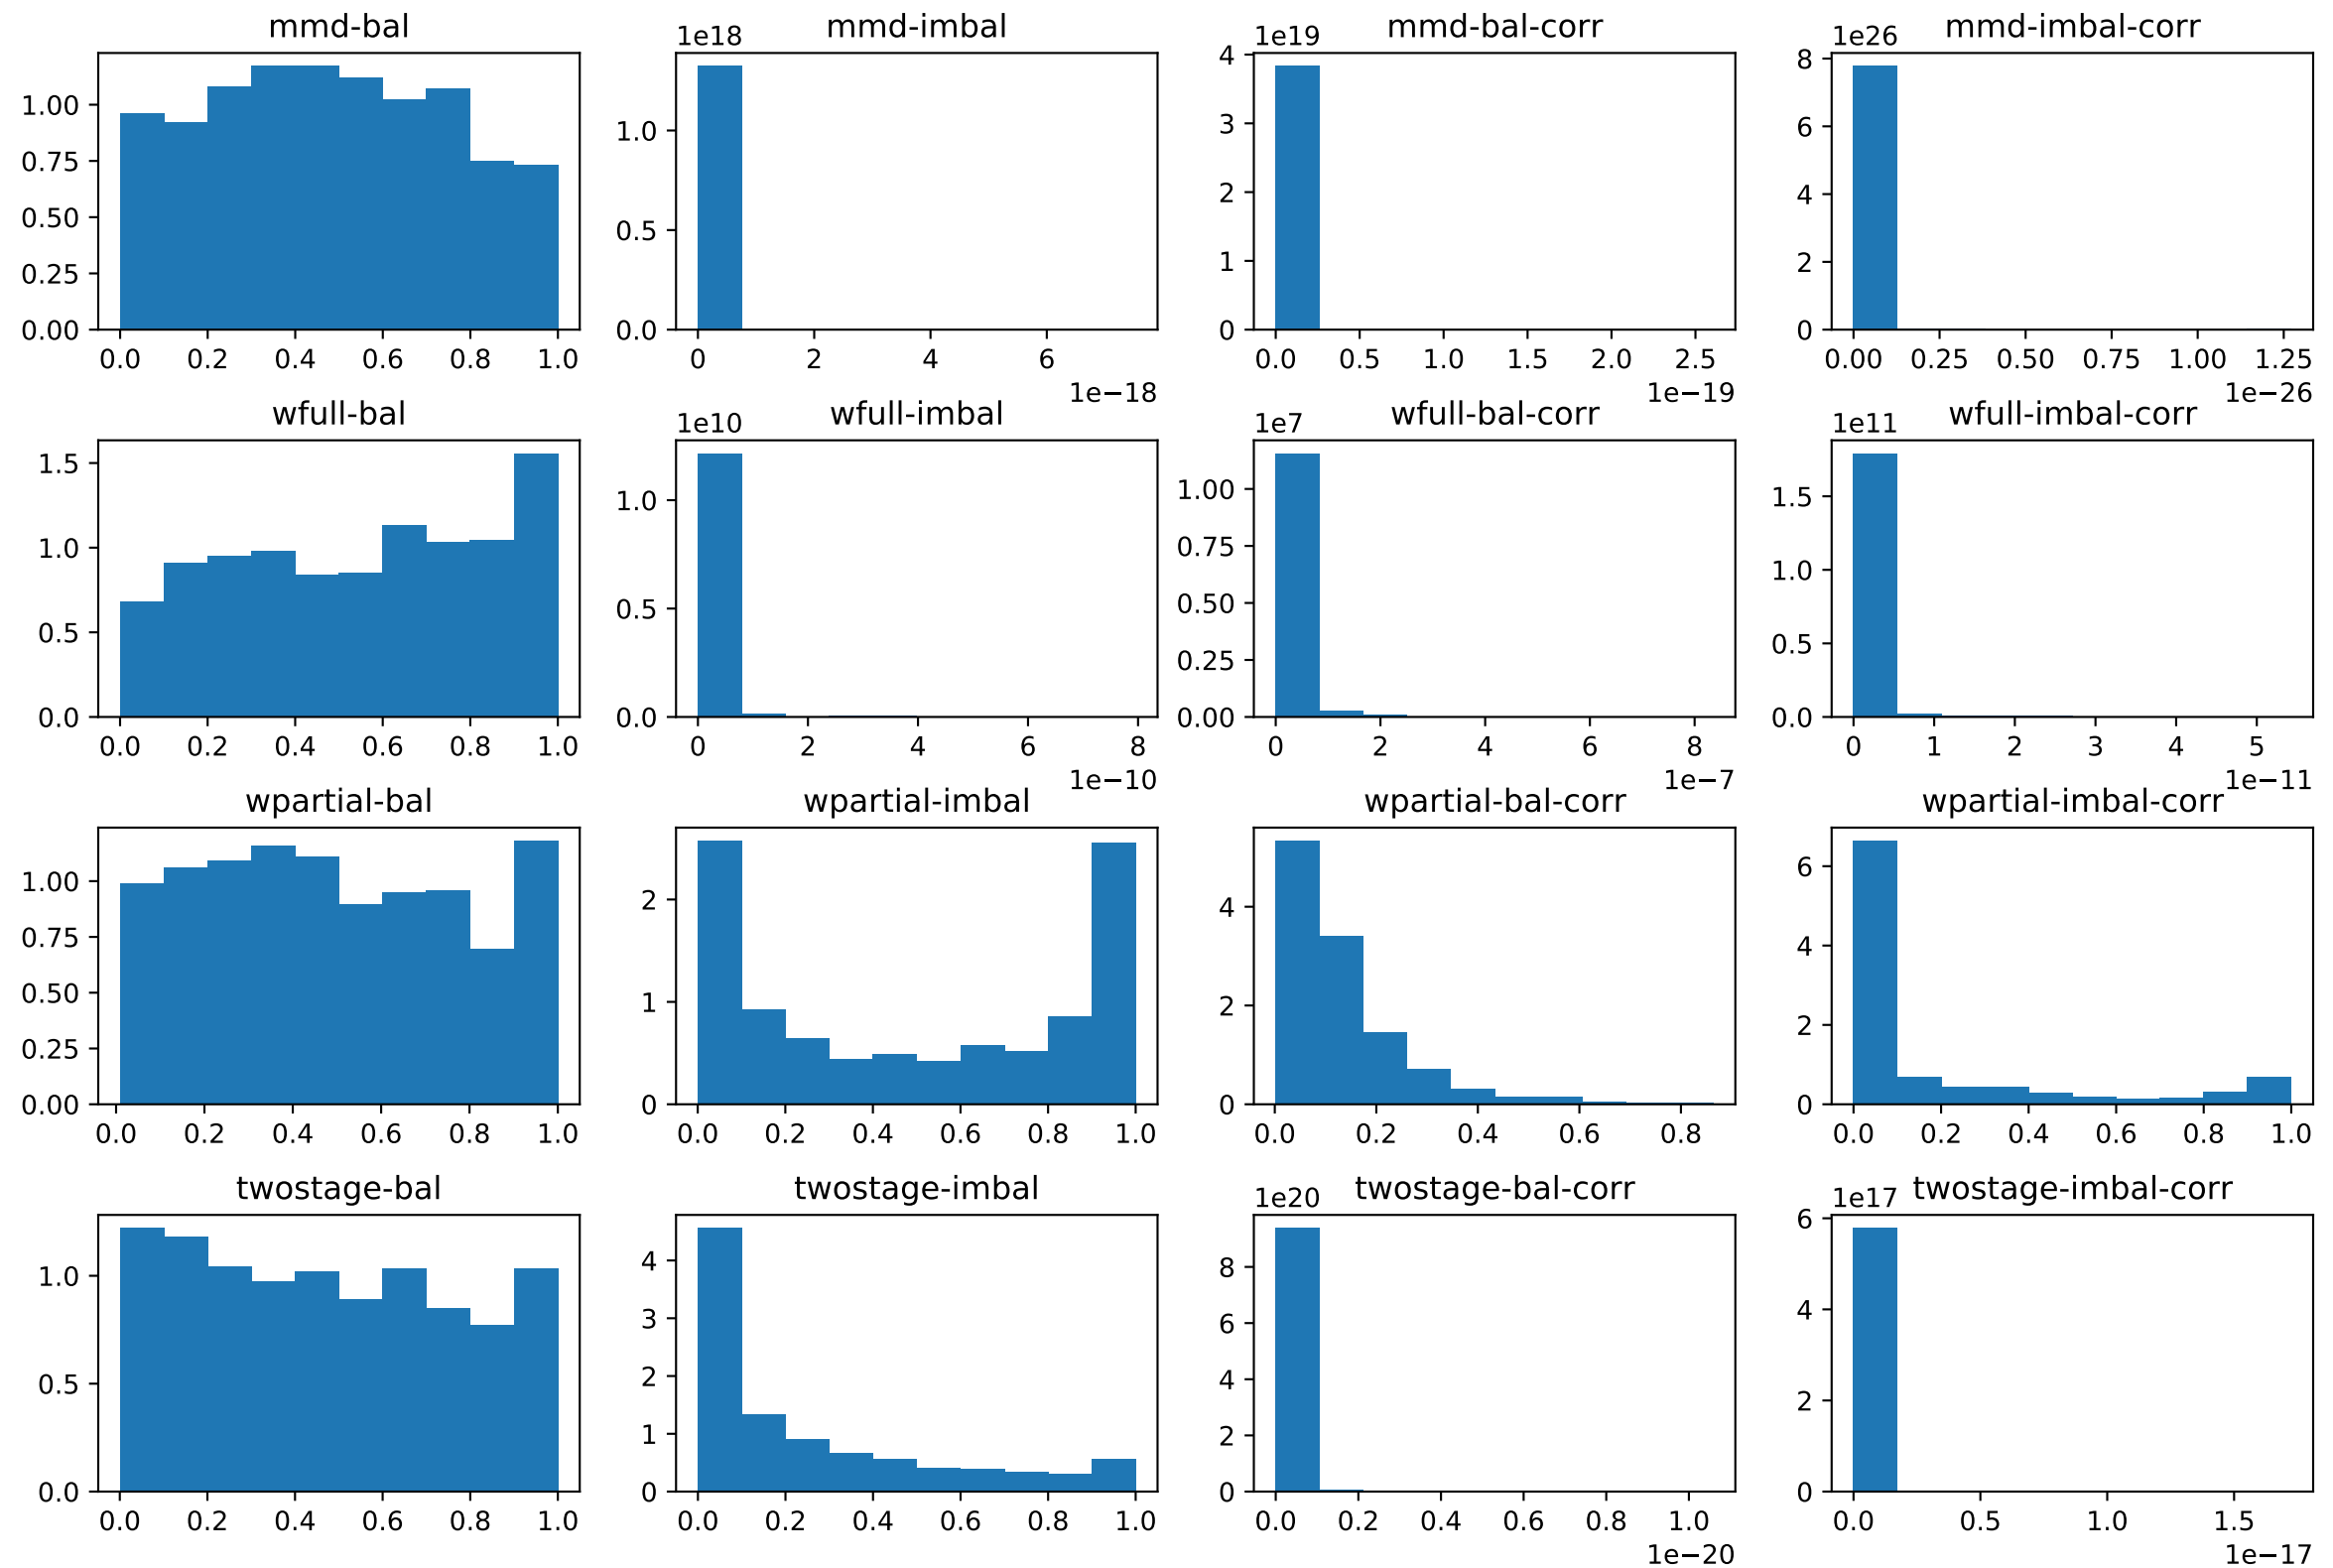 mmd-bal
1.00
0.75
0.50
0.25
0.00
0.0 0.2 0.4 0.6 0.8 1.0
mmd-imbal
1e18
1.0
0.5
0.0
0 2 4 6
1e−18
mmd-bal-corr
1e19
4
3
2
1
0
0.0 0.5 1.0 1.5 2.0 2.5
1e−19
mmd-imbal-corr
1e26
8
6
4
2
0
0.00 0.25 0.50 0.75 1.00 1.25
1e−26
wfull-bal
1.5
1.0
0.5
0.0
0.0 0.2 0.4 0.6 0.8 1.0
wfull-imbal
1e10
1.0
0.5
0.0
0 2 4 6 8
1e−10
wfull-bal-corr
1e7
1.00
0.75
0.50
0.25
0.00
0 2 4 6 8
1e−7
wfull-imbal-corr
1e11
1.5
1.0
0.5
0.0
0 1 2 3 4 5
1e−11
wpartial-bal
1.00
0.75
0.50
0.25
0.00
0.0 0.2 0.4 0.6 0.8 1.0
wpartial-imbal
2
1
0
0.0 0.2 0.4 0.6 0.8 1.0
wpartial-bal-corr
4
2
0
0.0 0.2 0.4 0.6 0.8
wpartial-imbal-corr
6
4
2
0
0.0 0.2 0.4 0.6 0.8 1.0
twostage-bal
1.0
0.5
0.0
0.0 0.2 0.4 0.6 0.8 1.0
twostage-imbal
4
3
2
1
0
0.0 0.2 0.4 0.6 0.8 1.0
twostage-bal-corr
1e20
8
6
4
2
0
0.0 0.2 0.4 0.6 0.8 1.0
1e−20
twostage-imbal-corr
1e17
6
4
2
0
0.0 0.5 1.0 1.5
1e−17